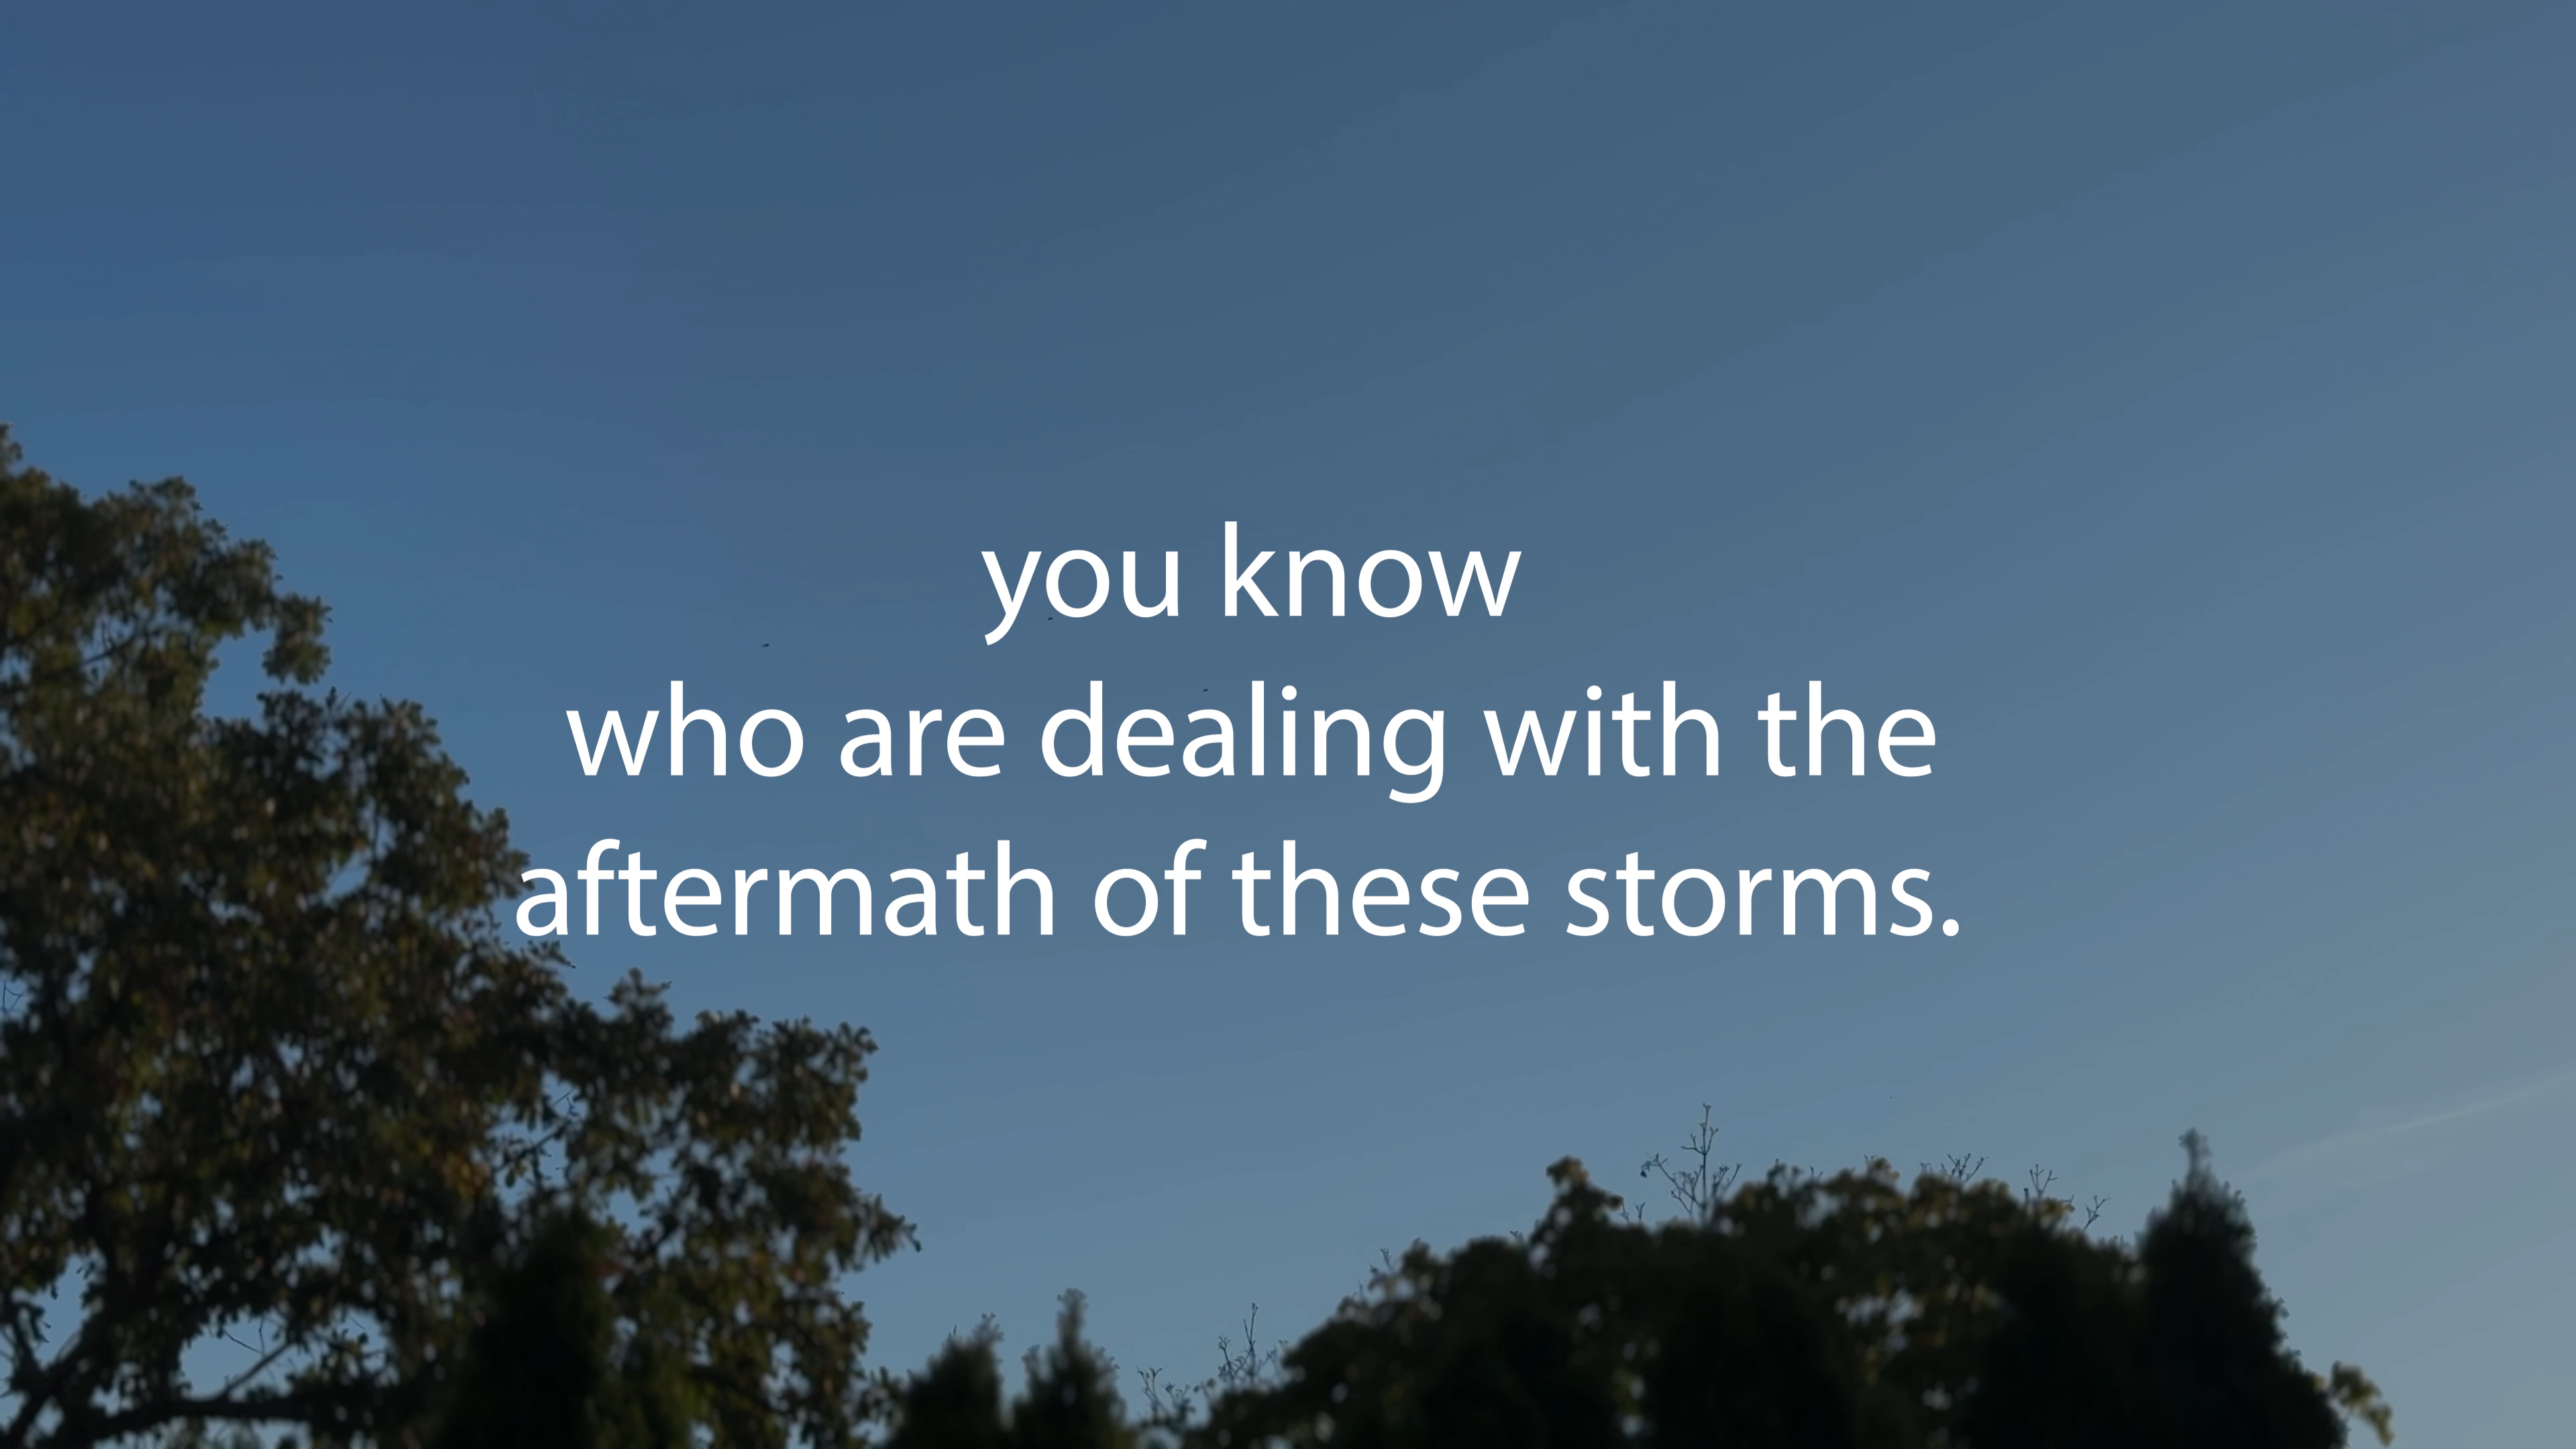 you know
who are dealing with the
aftermath of these storms.